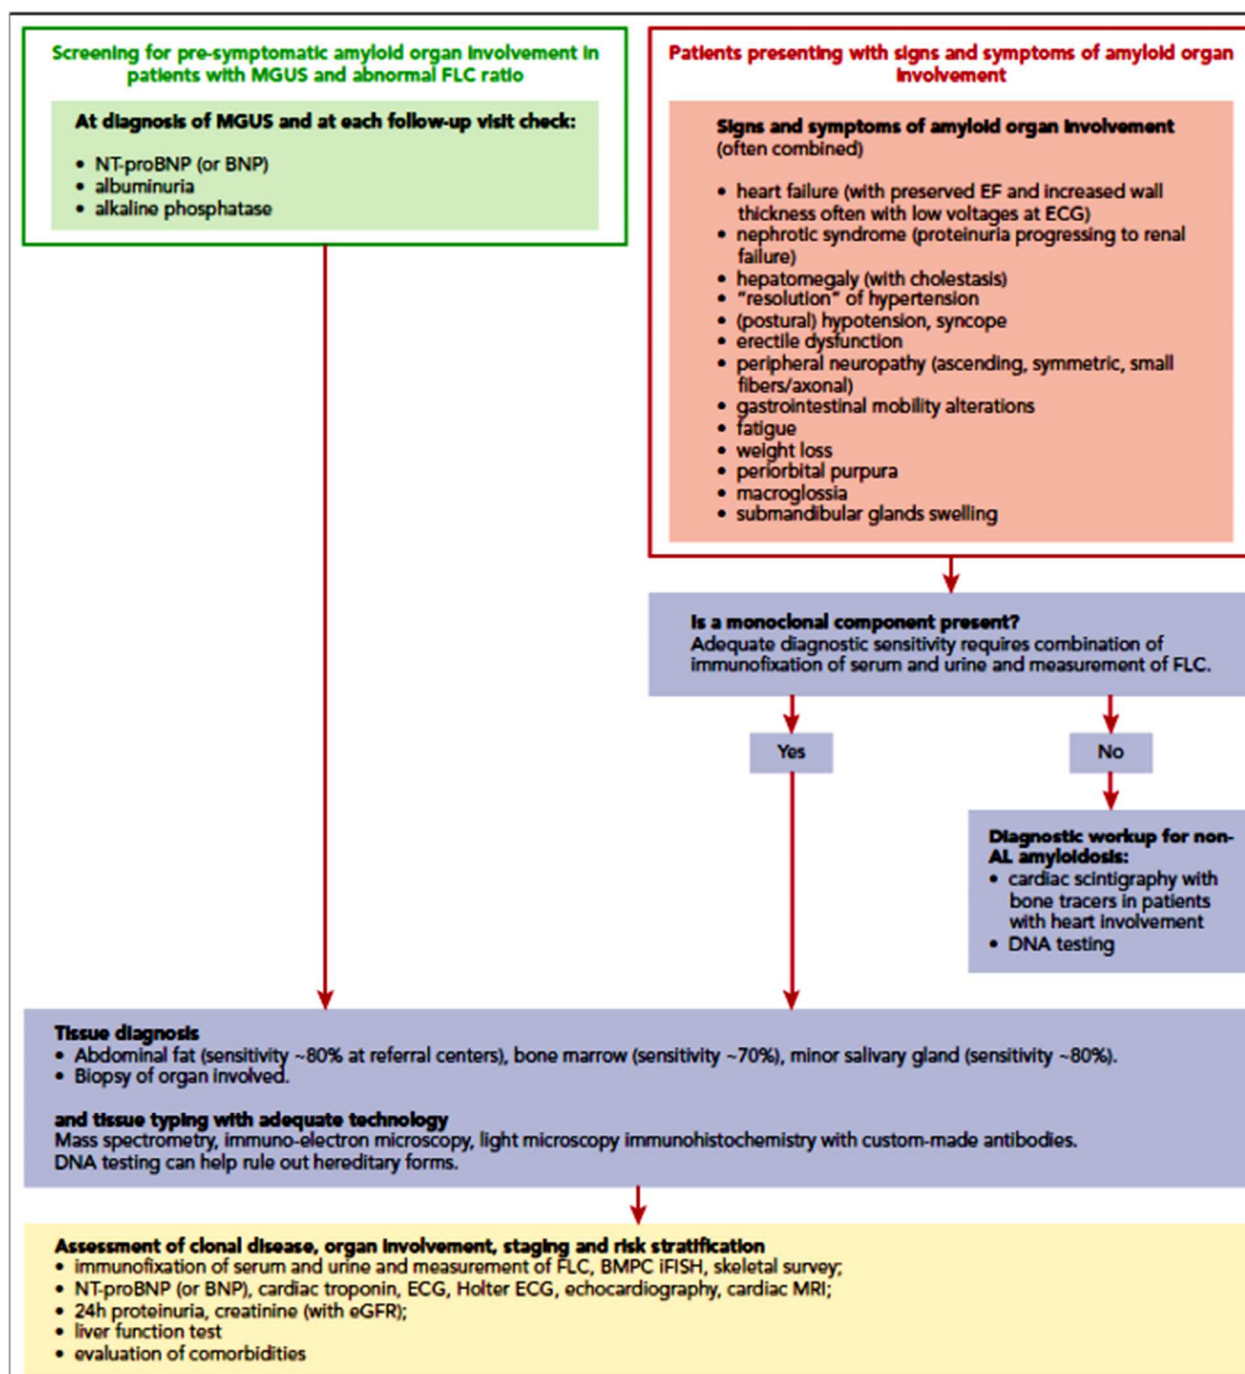 Screening for pre-symptomatic amyloid organ involvement in
patients with MGUS and abnormal FLC ratio
At diagnosis of MGUS and at each follow-up visit check:
• NT-proBNP (or BNP)
• albuminuria
• alkaline phosphatase
Patients presenting with signs and symptoms of amyloid organ
involvement
Signs and symptoms of amyloid organ involvement
(often combined)
• heart failure (with preserved EF and increased wall
thickness often with low voltages at ECG)
• nephrotic syndrome (proteinuria progressing to renal
failure)
• hepatomegaly (with cholestasis)
• "resolution" of hypertension
• (postural) hypotension, syncope
• erectile dysfunction
• peripheral neuropathy (ascending, symmetric, small
fibers/axonal)
• gastrointestinal mobility alterations
• fatigue
• weight loss
• periorbital purpura
• macroglossia
• submandibular glands swelling
Is a monoclonal component present?
Adequate diagnostic sensitivity requires combination of
immunofixation of serum and urine and measurement of FLC.
Yes
No
Diagnostic workup for non-
AL amyloidosis:
• cardiac scintigraphy with
bone tracers in patients
with heart involvement
• DNA testing
Tissue diagnosis
• Abdominal fat (sensitivity ~80% at referral centers), bone marrow (sensitivity ~70%), minor salivary gland (sensitivity ~80%).
• Biopsy of organ involved.
and tissue typing with adequate technology
Mass spectrometry, immuno-electron microscopy, light microscopy immunohistochemistry with custom-made antibodies.
DNA testing can help rule out hereditary forms.
Assessment of clonal disease, organ involvement, staging and risk stratification
• immunofixation of serum and urine and measurement of FLC, BMPC iFISH, skeletal survey;
• NT-proBNP (or BNP), cardiac troponin, ECG, Holter ECG, echocardiography, cardiac MRI;
• 24h proteinuria, creatinine (with eGFR);
• liver function test
• evaluation of comorbidities